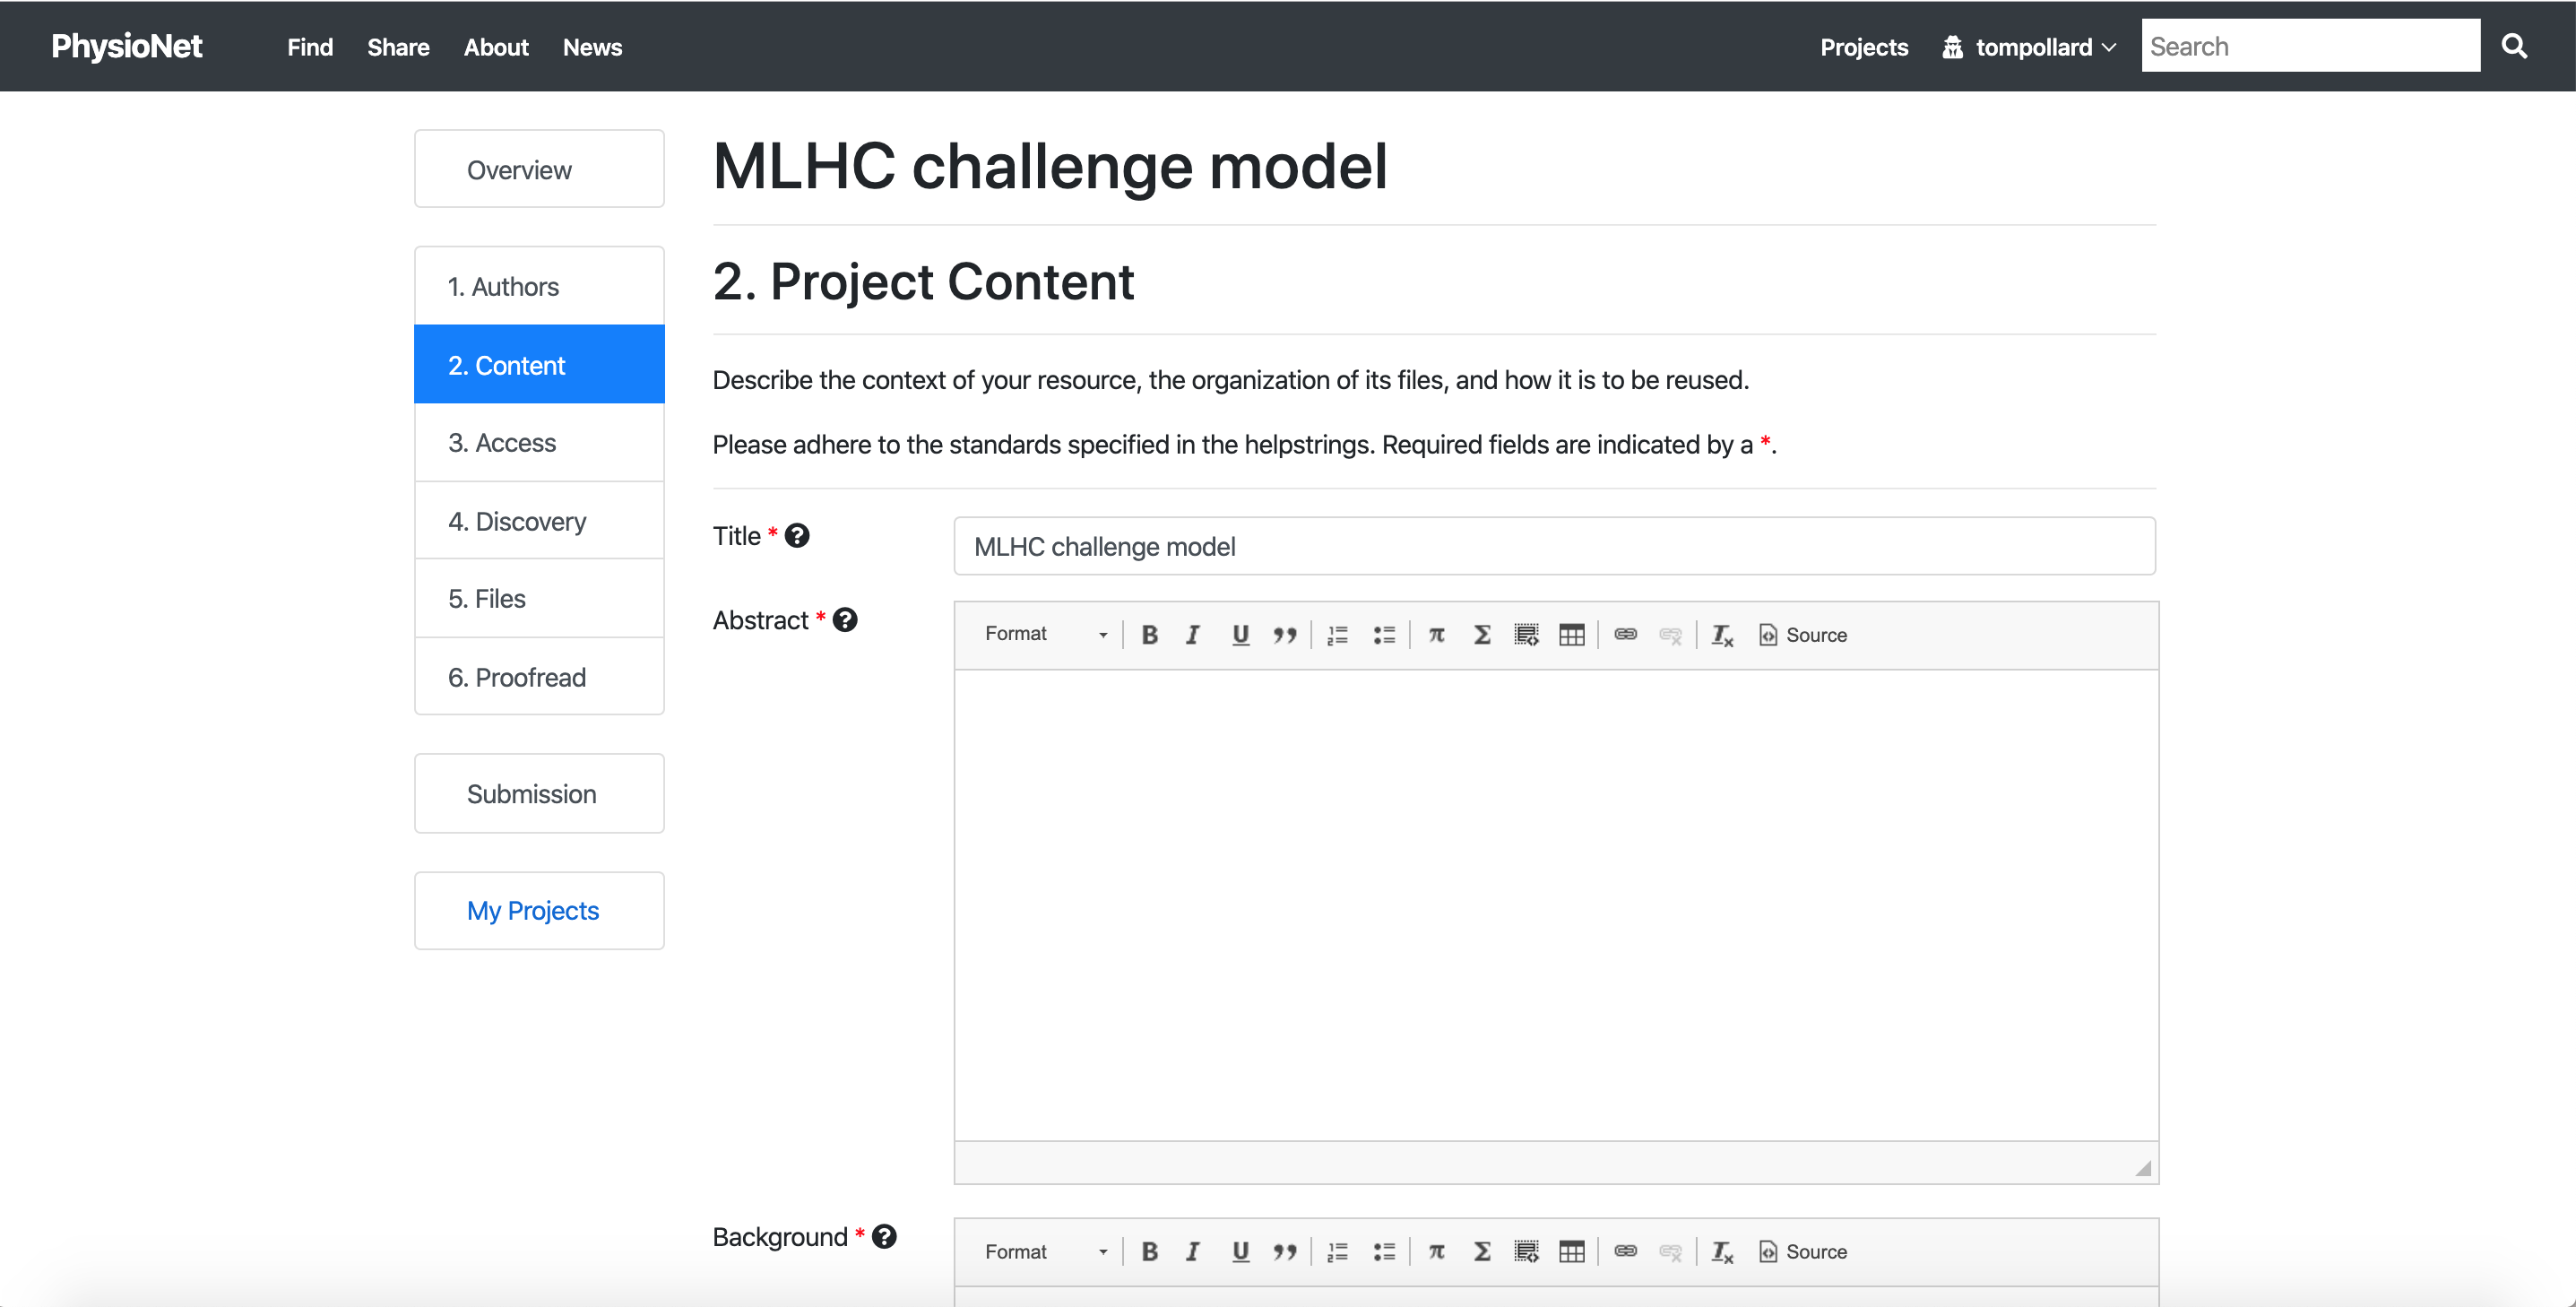 PhysioNet Find Share About News Projects tompollard Search
Overview
1. Authors
2. Content
3. Access
4. Discovery
5. Files
6. Proofread
Submission
My Projects
MLHC challenge model
2. Project Content
Describe the context of your resource, the organization of its files, and how it is to be reused.
Please adhere to the standards specified in the helpstrings. Required fields are indicated by a *.
Title * ?
MLHC challenge model
Abstract * ?
Format B I U π Σ Source
Background * ?
Format B I U π Σ Source